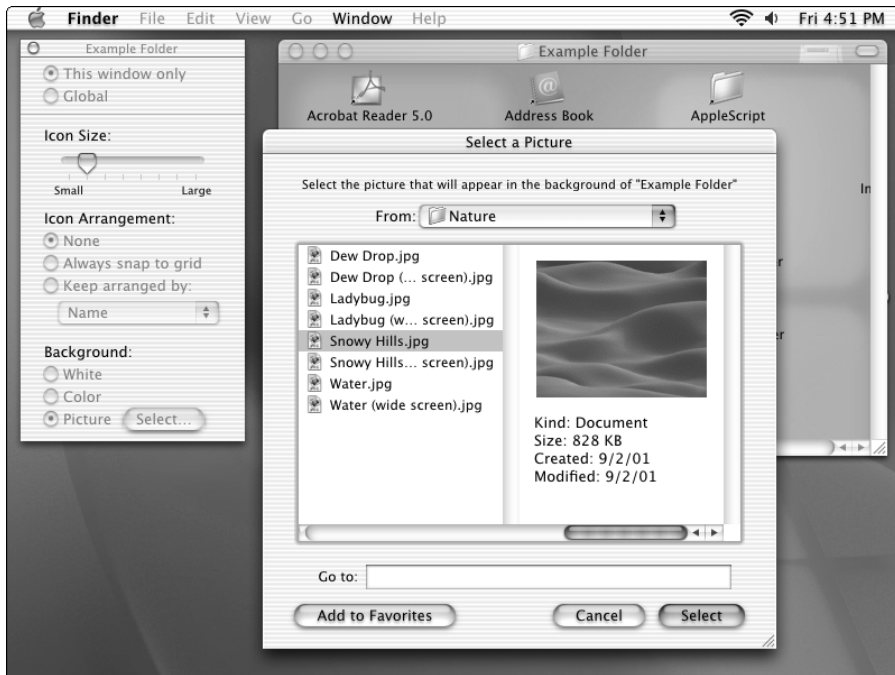 Finder File Edit View Go Window Help Fri 4:51 PM
Example Folder
This window only
Global
Icon Size:
Small Large
Icon Arrangement:
None
Always snap to grid
Keep arranged by:
Name
Background:
White
Color
Picture Select...
Example Folder
Acrobat Reader 5.0 Address Book AppleScript
Select a Picture
Select the picture that will appear in the background of "Example Folder"
From: Nature
Dew Drop.jpg
Dew Drop (... screen).jpg
Ladybug.jpg
Ladybug (w... screen).jpg
Snowy Hills.jpg
Snowy Hills... screen).jpg
Water.jpg
Water (wide screen).jpg
Kind: Document
Size: 828 KB
Created: 9/2/01
Modified: 9/2/01
Go to:
Add to Favorites Cancel Select